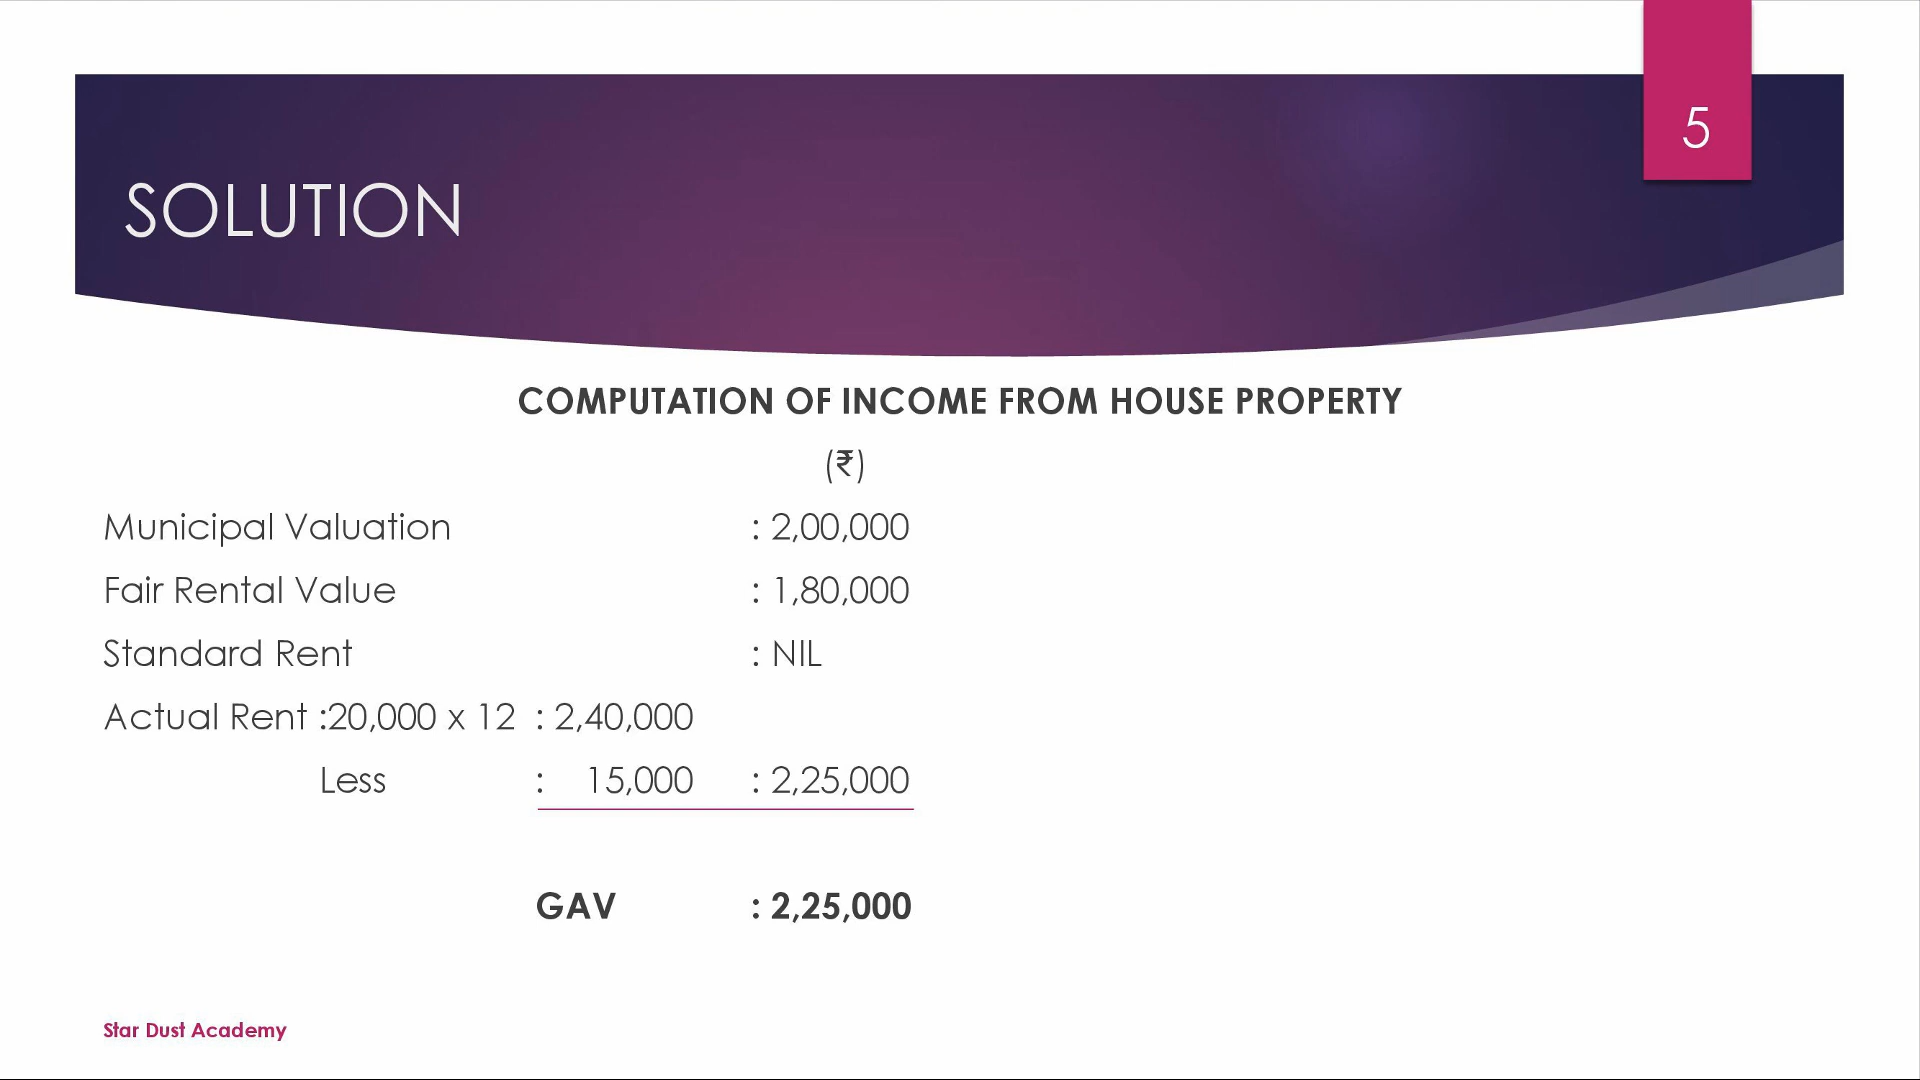 5
SOLUTION
COMPUTATION OF INCOME FROM HOUSE PROPERTY
(₹)
Municipal Valuation : 2,00,000
Fair Rental Value : 1,80,000
Standard Rent : NIL
Actual Rent :20,000 x 12 : 2,40,000
Less : 15,000 : 2,25,000
GAV : 2,25,000
Star Dust Academy